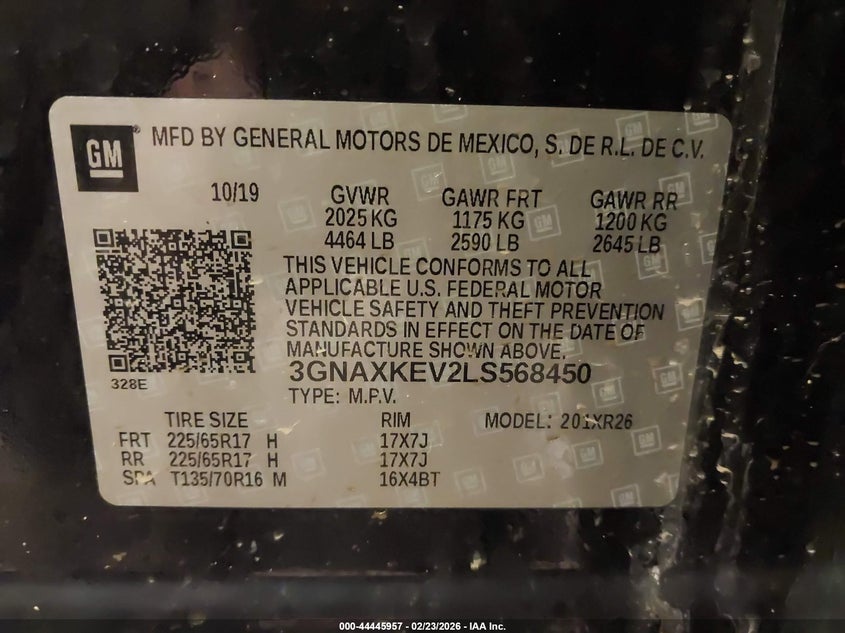 GM
MFD BY GENERAL MOTORS DE MEXICO, S. DE R.L. DE C.V.
10/19 GVWR GAWR FRT GAWR RR
2025 KG 1175 KG 1200 KG
4464 LB 2590 LB 2645 LB
THIS VEHICLE CONFORMS TO ALL
APPLICABLE U.S. FEDERAL MOTOR
VEHICLE SAFETY AND THEFT PREVENTION
STANDARDS IN EFFECT ON THE DATE OF
MANUFACTURE SHOWN ABOVE.
328E
3GNAXKEV2LS568450
TYPE: M.P.V.
TIRE SIZE RIM MODEL: 201XR26
FRT 225/65R17 H 17X7J
RR 225/65R17 H 17X7J
SPA T135/70R16 M 16X4BT
000-44445957 - 02/23/2026 - IAA Inc.